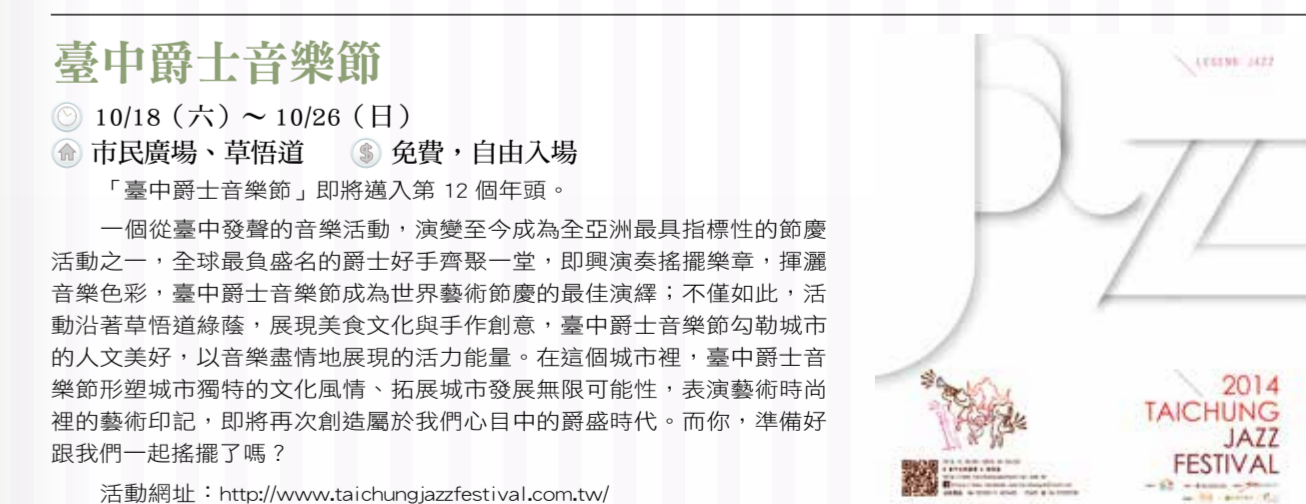 臺中爵士音樂節
10/18（六）～10/26（日）
市民廣場、草悟道 $ 免費，自由入場
「臺中爵士音樂節」即將邁入第 12 個年頭。
一個從臺中發聲的音樂活動，演變至今成為全亞洲最具指標性的節慶
活動之一，全球最負盛名的爵士好手齊聚一堂，即興演奏搖擺樂章，揮灑
音樂色彩，臺中爵士音樂節成為世界藝術節慶的最佳演繹；不僅如此，活
動沿著草悟道綠蔭，展現美食文化與手作創意，臺中爵士音樂節勾勒城市
的人文美好，以音樂盡情地展現的活力能量。在這個城市裡，臺中爵士音
樂節形塑城市獨特的文化風情、拓展城市發展無限可能性，表演藝術時尚
裡的藝術印記，即將再次創造屬於我們心目中的爵盛時代。而你，準備好
跟我們一起搖擺了嗎？
活動網址：http://www.taichungjazzfestival.com.tw/
LEGEND JAZZ
Jazz
2014
TAICHUNG
JAZZ
FESTIVAL